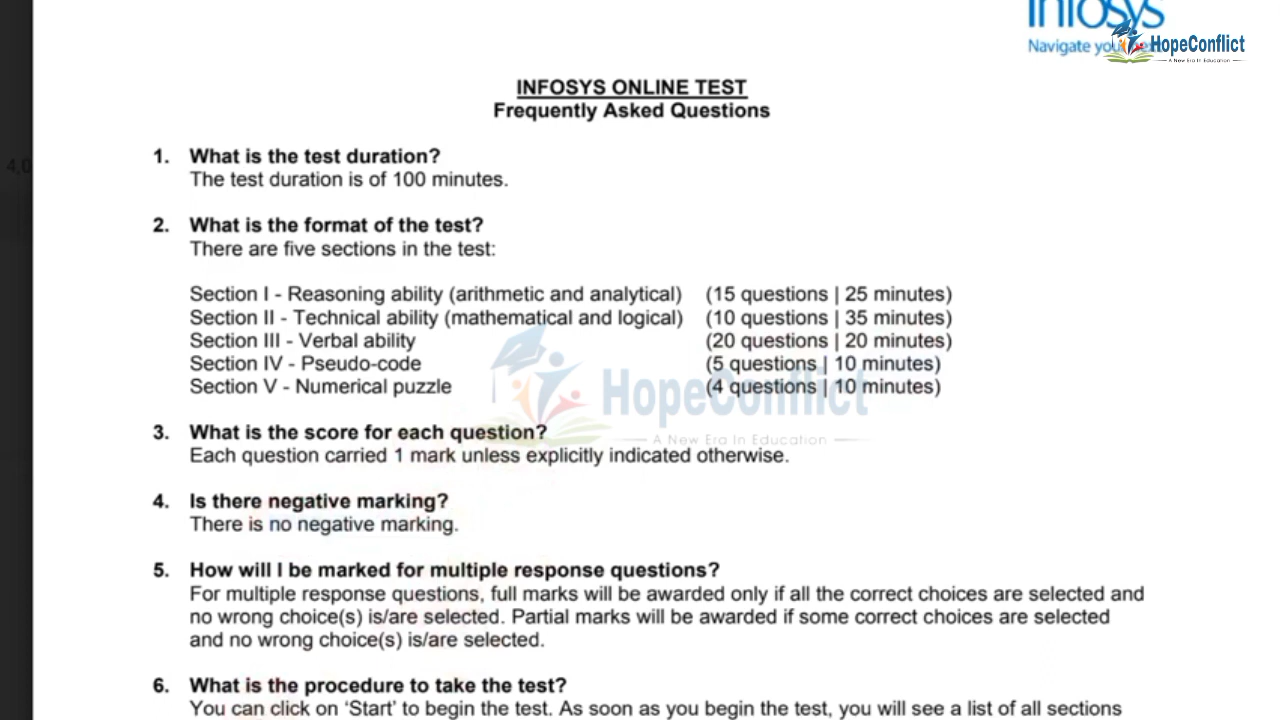 Infosys
Navigate you
HopeConflict
A New Era In Education
INFOSYS ONLINE TEST
Frequently Asked Questions
4,0
1. What is the test duration?
The test duration is of 100 minutes.
2. What is the format of the test?
There are five sections in the test:
Section I - Reasoning ability (arithmetic and analytical) (15 questions | 25 minutes)
Section II - Technical ability (mathematical and logical) (10 questions | 35 minutes)
Section III - Verbal ability (20 questions | 20 minutes)
Section IV - Pseudo-code (5 questions | 10 minutes)
Section V - Numerical puzzle (4 questions | 10 minutes)
HopeConflict
A New Era In Education
3. What is the score for each question?
Each question carried 1 mark unless explicitly indicated otherwise.
4. Is there negative marking?
There is no negative marking.
5. How will I be marked for multiple response questions?
For multiple response questions, full marks will be awarded only if all the correct choices are selected and
no wrong choice(s) is/are selected. Partial marks will be awarded if some correct choices are selected
and no wrong choice(s) is/are selected.
6. What is the procedure to take the test?
You can click on ‘Start’ to begin the test. As soon as you begin the test, you will see a list of all sections